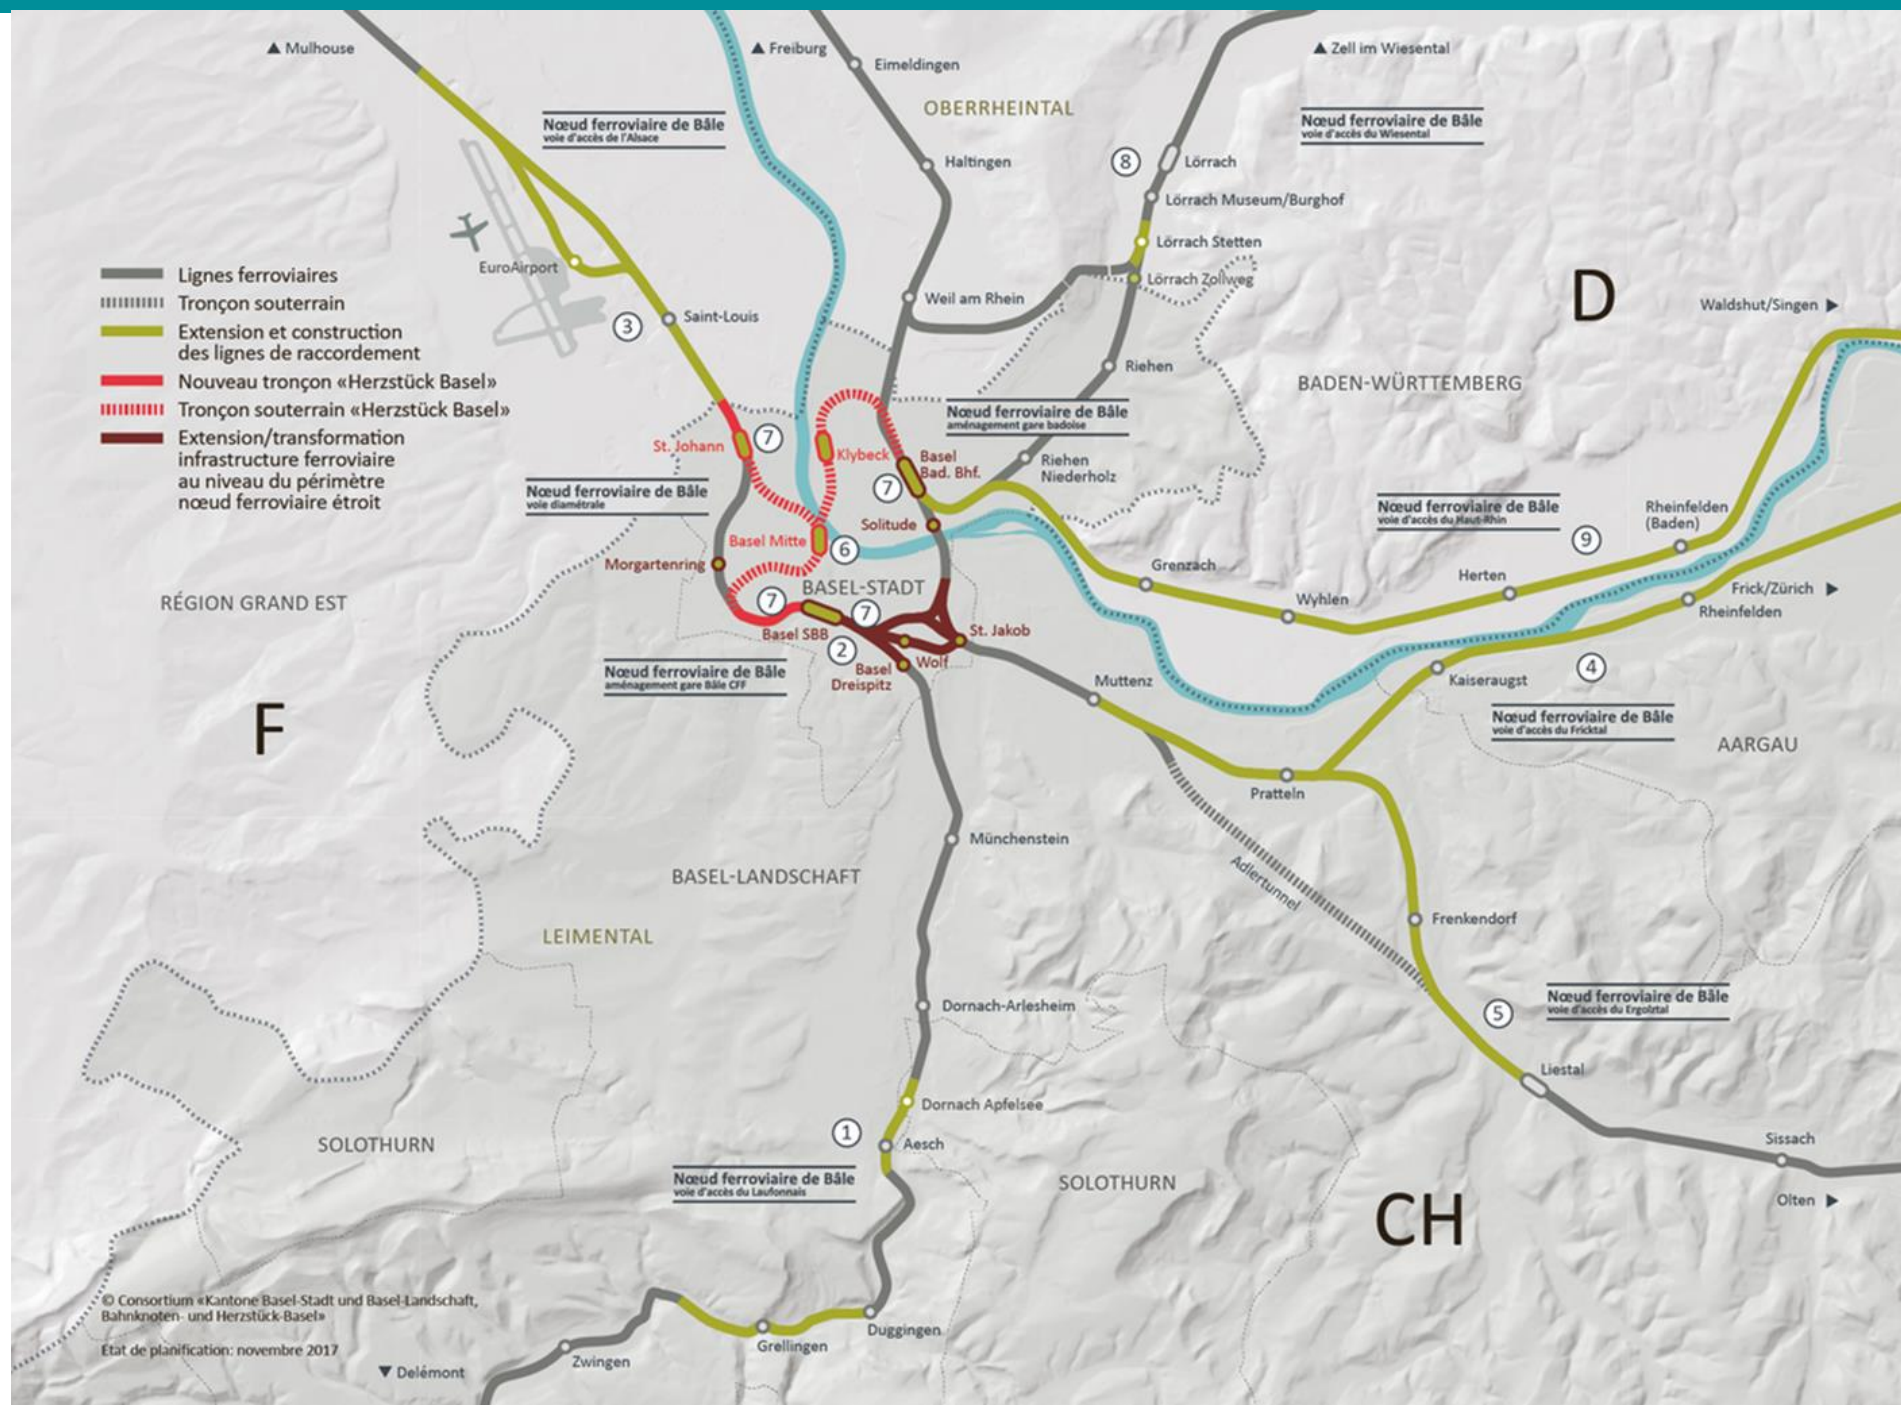 ▲ Mulhouse
▲ Freiburg
▲ Zell im Wiesental
Eimeldingen
OBERRHEINTAL
Nœud ferroviaire de Bâle
voie d'accès de l'Alsace
Nœud ferroviaire de Bâle
voie d'accès du Wiesental
Haltingen
8
Lörrach
Lörrach Museum/Burghof
Lörrach Stetten
Lörrach Zollweg
EuroAirport
D
Lignes ferroviaires
Tronçon souterrain
Extension et construction
des lignes de raccordement
Nouveau tronçon «Herzstück Basel»
Tronçon souterrain «Herzstück Basel»
Extension/transformation
infrastructure ferroviaire
au niveau du périmètre
nœud ferroviaire étroit
Weil am Rhein
Waldshut/Singen ▶
3
Saint-Louis
Riehen
BADEN-WÜRTTEMBERG
Nœud ferroviaire de Bâle
aménagement gare badoise
St. Johann
7
Klybeck
Basel
Bad. Bhf.
Riehen
Niederholz
7
Nœud ferroviaire de Bâle
voie diamétrale
Nœud ferroviaire de Bâle
voie d'accès du Haut-Rhin
Rheinfelden
(Baden)
Solitude
Basel Mitte
6
9
Morgartenring
Grenzach
Herten
BASEL-STADT
Wyhlen
Frick/Zürich ▶
Rheinfelden
RÉGION GRAND EST
7
7
Basel SBB
St. Jakob
2
Wolf
Basel
Dreispitz
Nœud ferroviaire de Bâle
aménagement gare Bâle CFF
Muttenz
Kaiseraugst
4
Nœud ferroviaire de Bâle
voie d'accès du Fricktal
F
AARGAU
Pratteln
Münchenstein
Adlertunnel
BASEL-LANDSCHAFT
Frenkendorf
LEIMENTAL
Dornach-Arlesheim
5
Nœud ferroviaire de Bâle
voie d'accès du Ergolztal
Liestal
Dornach Apfelsee
1
Aesch
SOLOTHURN
Sissach
Nœud ferroviaire de Bâle
voie d'accès du Laufonnais
SOLOTHURN
Olten ▶
CH
© Consortium «Kantone Basel-Stadt und Basel-Landschaft,
Bahnknoten- und Herzstück-Basel»
Etat de planification: novembre 2017
Duggingen
Grellingen
Zwingen
▼ Delémont